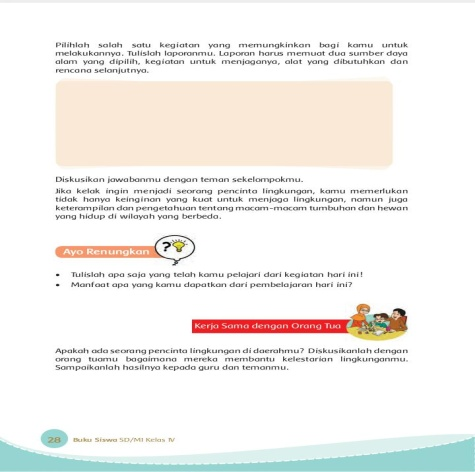 Pilihlah salah satu kegiatan yang memungkinkan bagi kamu untuk
melakukannya. Tulislah laporanmu. Laporan harus memuat dua sumber daya
alam yang dipilih, kegiatan untuk menjaganya, alat yang dibutuhkan dan
rencana selanjutnya.
Diskusikan jawabanmu dengan teman sekelompokmu.
Jika kelak ingin menjadi seorang pencinta lingkungan, kamu memerlukan
tidak hanya keinginan yang kuat untuk menjaga lingkungan, namun juga
keterampilan dan pengetahuan tentang macam-macam tumbuhan dan hewan
yang hidup di wilayah yang berbeda.
Ayo Renungkan
?
• Tulislah apa saja yang telah kamu pelajari dari kegiatan hari ini!
• Manfaat apa yang kamu dapatkan dari pembelajaran hari ini?
Kerja Sama dengan Orang Tua
Apakah ada seorang pencinta lingkungan di daerahmu? Diskusikanlah dengan
orang tuamu bagaimana mereka membantu kelestarian lingkunganmu.
Sampaikanlah hasilnya kepada guru dan temanmu.
28 Buku Siswa SD/MI Kelas IV